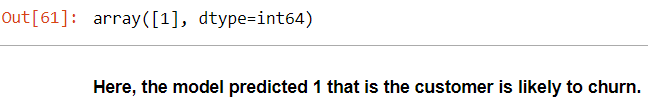 Out[61]: array([1], dtype=int64)
Here, the model predicted 1 that is the customer is likely to churn.